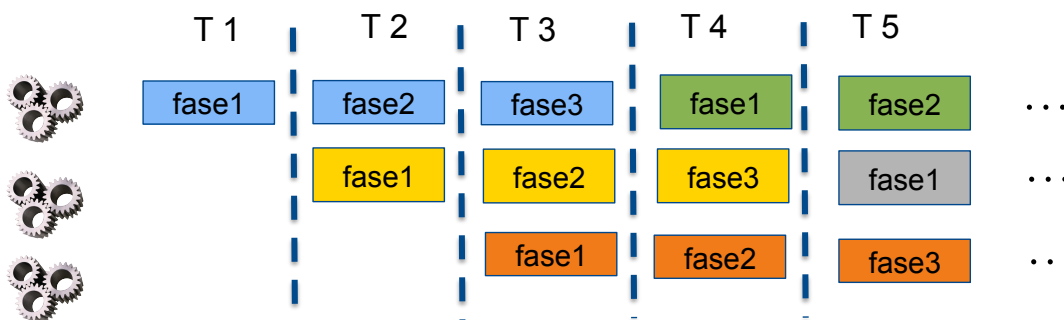 T 1 T 2 T 3 T 4 T 5
fase1 fase2 fase3 fase1 fase2 ...
fase1 fase2 fase3 fase1 ...
fase1 fase2 fase3 ..